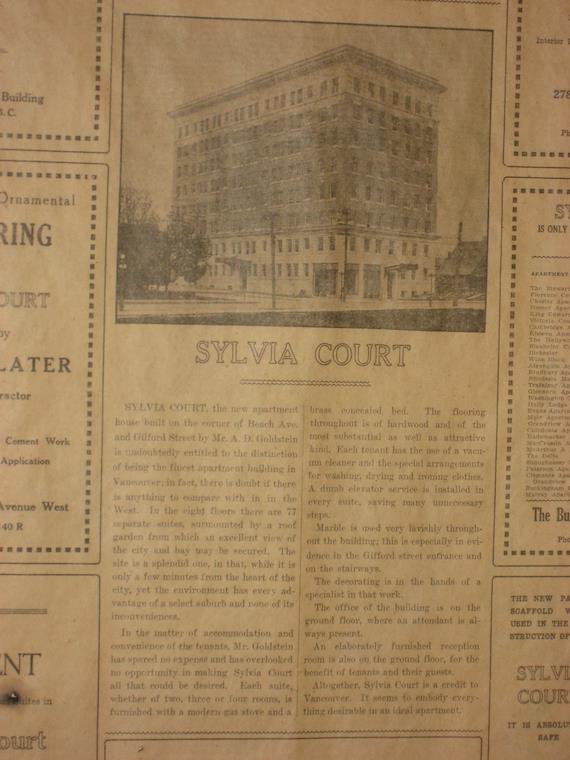 Building
B. C.
Ornamental
RING
OURT
by
LATER
ractor
Cement Work
Application
Avenue West
ENT
ourt
SYLVIA COURT
SYLVIA COURT, the new apartment
house built on the corner of Beach Ave.
and Gilford Street by Mr. A. D. Goldstein
is undoubtedly entitled to the distinction
of being the finest apartment building in
Vancouver; in fact, there is doubt if there
is anything to compare with in in the
West. In the eight floors there are 77
separate suites, surmounted by a roof
garden from which an excellent view of
the city and bay may be secured. The
site is a splendid one, in that, while it is
only a few minutes from the heart of the
city, yet the environment has every ad-
vantage of a select suburb and none of its
inconveniences.
In the matter of accommodation and
convenience of the tenants, Mr. Goldstein
has spared no expense and has overlooked
no opportunity in making Sylvia Court
all that could be desired. Each suite,
whether of two, three or four rooms, is
furnished with a modern gas stove and a
brass concealed bed. The flooring
throughout is of hardwood and of the
most substantial as well as attractive
kind. Each tenant has the use of a vacu-
um cleaner and the special arrangements
for washing, drying and ironing clothes.
A dumb elevator service is installed in
every suite, saving many unnecessary
steps.
Marble is used very lavishly through-
out the building; this is especially in evi-
dence in the Gifford street entrance and
on the stairways.
The decorating is in the hands of a
specialist in that work.
The office of the building is on the
ground floor, where an attendant is al-
ways present.
An elaborately furnished reception
room is also on the ground floor, for the
benefit of tenants and their guests.
Altogether, Sylvia Court is a credit to
Vancouver. It seems to embody every-
thing desirable in an ideal apartment.
Interior
278
Ph
SY
IS ONLY
APARTMENT
The Bu
Pho
THE NEW PA
SCAFFOLD W
USED IN THE
STRUCTION OF
SYLVI
COUR
IT IS ABSOLU
SAFE